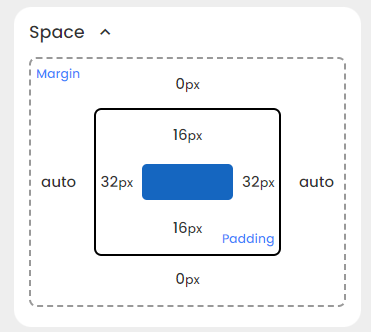 Space
Margin
0px
16px
auto 32px 32px auto
16px
Padding
0px